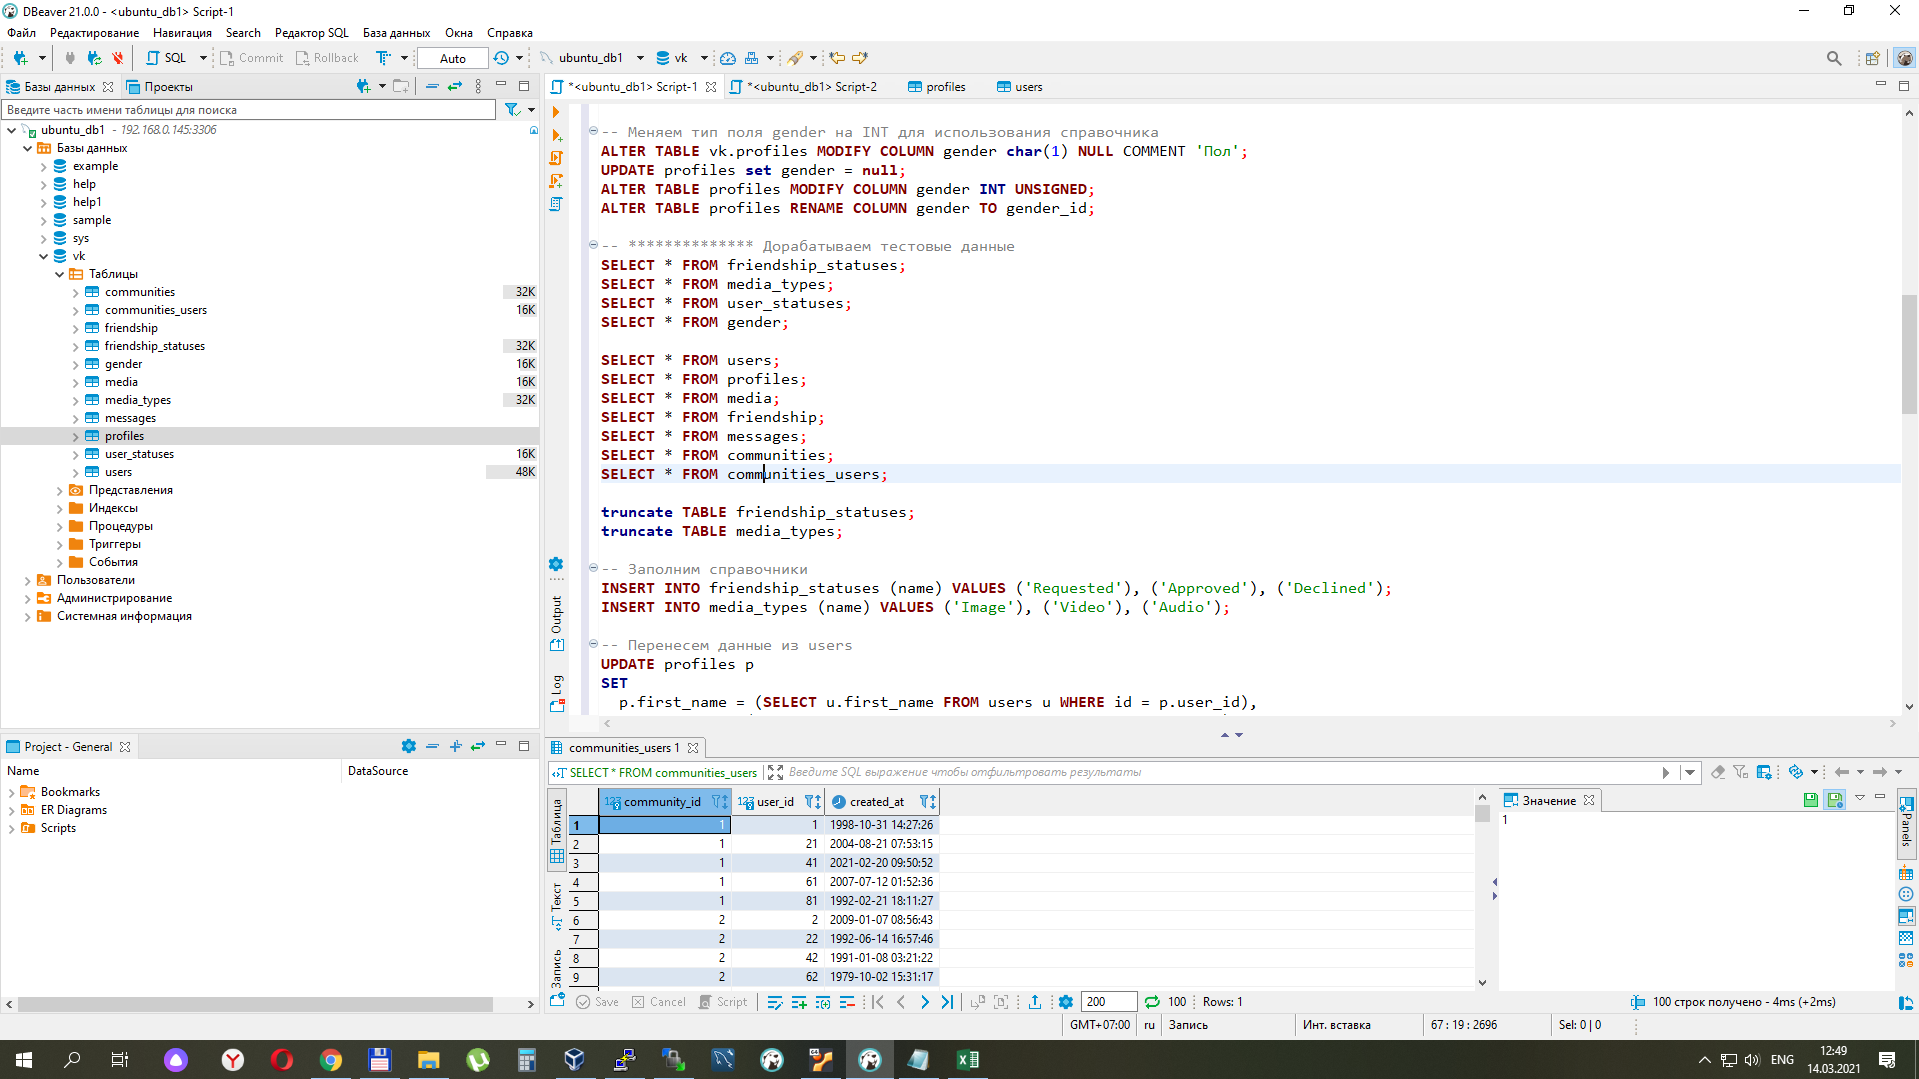 DBeaver 21.0.0 - <ubuntu_db1> Script-1
Файл Редактирование Навигация Search Редактор SQL База данных Окна Справка
SQL Commit Rollback Auto ubuntu_db1 vk
Базы данных Проекты
Введите часть имени таблицы для поиска
ubuntu_db1 - 192.168.0.145:3306
Базы данных
example
help
help1
sample
sys
vk
Таблицы
communities 32K
communities_users 16K
friendship
friendship_statuses 32K
gender 16K
media 16K
media_types 32K
messages
profiles
user_statuses 16K
users 48K
Представления
Индексы
Процедуры
Триггеры
События
Пользователи
Администрирование
Системная информация
Project - General
Name DataSource
Bookmarks
ER Diagrams
Scripts
*<ubuntu_db1> Script-1 *<ubuntu_db1> Script-2 profiles users
-- Меняем тип поля gender на INT для использования справочника
ALTER TABLE vk.profiles MODIFY COLUMN gender char(1) NULL COMMENT 'Пол';
UPDATE profiles set gender = null;
ALTER TABLE profiles MODIFY COLUMN gender INT UNSIGNED;
ALTER TABLE profiles RENAME COLUMN gender TO gender_id;
-- ************** Дорабатываем тестовые данные
SELECT * FROM friendship_statuses;
SELECT * FROM media_types;
SELECT * FROM user_statuses;
SELECT * FROM gender;
SELECT * FROM users;
SELECT * FROM profiles;
SELECT * FROM media;
SELECT * FROM friendship;
SELECT * FROM messages;
SELECT * FROM communities;
SELECT * FROM communities_users;
truncate TABLE friendship_statuses;
truncate TABLE media_types;
-- Заполним справочники
INSERT INTO friendship_statuses (name) VALUES ('Requested'), ('Approved'), ('Declined');
INSERT INTO media_types (name) VALUES ('Image'), ('Video'), ('Audio');
-- Перенесем данные из users
UPDATE profiles p
SET
p.first_name = (SELECT u.first_name FROM users u WHERE id = p.user_id),
Output
Log
communities_users 1
SELECT * FROM communities_users Введите SQL выражение чтобы отфильтровать результаты
Таблица
Текст
Запись
123 community_id 123 user_id created_at
1 1 1 1998-10-31 14:27:26
2 1 21 2004-08-21 07:53:15
3 1 41 2021-02-20 09:50:52
4 1 61 2007-07-12 01:52:36
5 1 81 1992-02-21 18:11:27
6 2 2 2009-01-07 08:56:43
7 2 22 1992-06-14 16:57:46
8 2 42 1991-01-08 03:21:22
9 2 62 1979-10-02 15:31:17
Значение
1
Panels
Save Cancel Script 200 100 Rows: 1 100 строк получено - 4ms (+2ms)
GMT+07:00 ru Запись Инт. вставка 67 : 19 : 2696 Sel: 0 | 0
ENG 12:49
14.03.2021